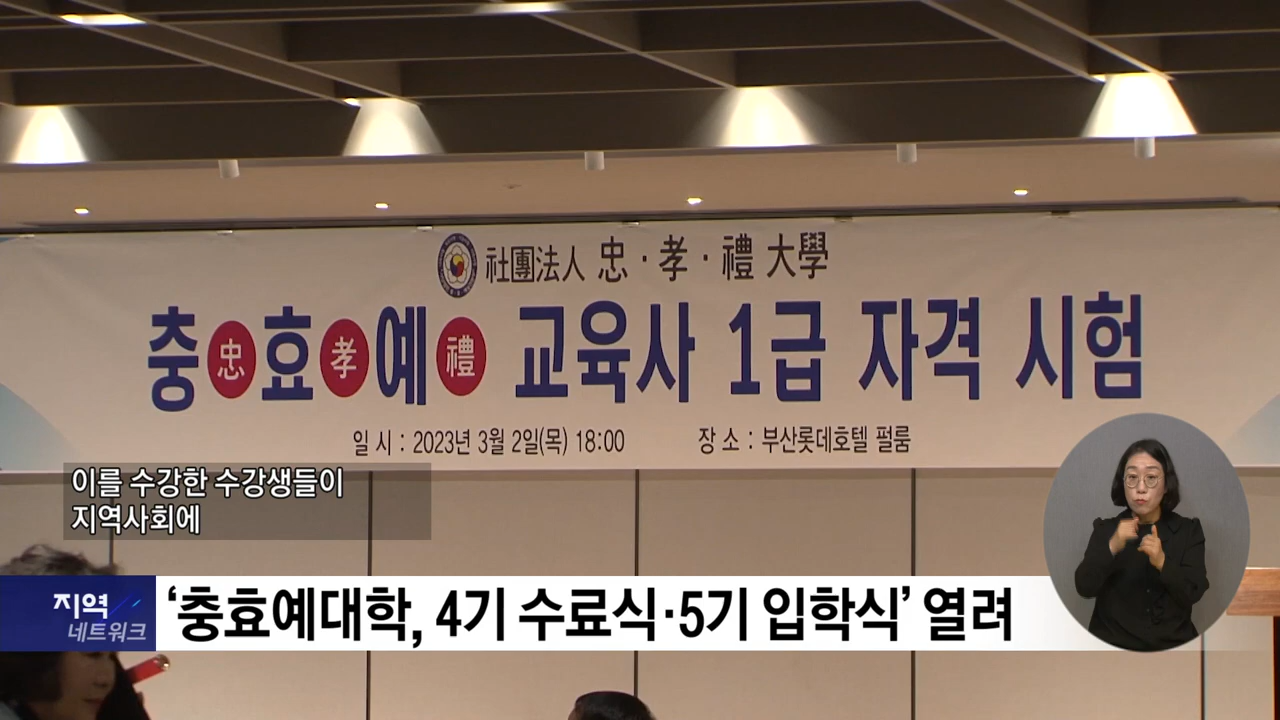 社團法人 忠·孝·禮 大學
충忠효孝예禮 교육사 1급 자격 시험
일 시 : 2023년 3월 2일(목) 18:00 장 소 : 부산롯데호텔 펄룸
이를 수강한 수강생들이
지역사회에
지역
네트워크
‘충효예대학, 4기 수료식·5기 입학식’ 열려